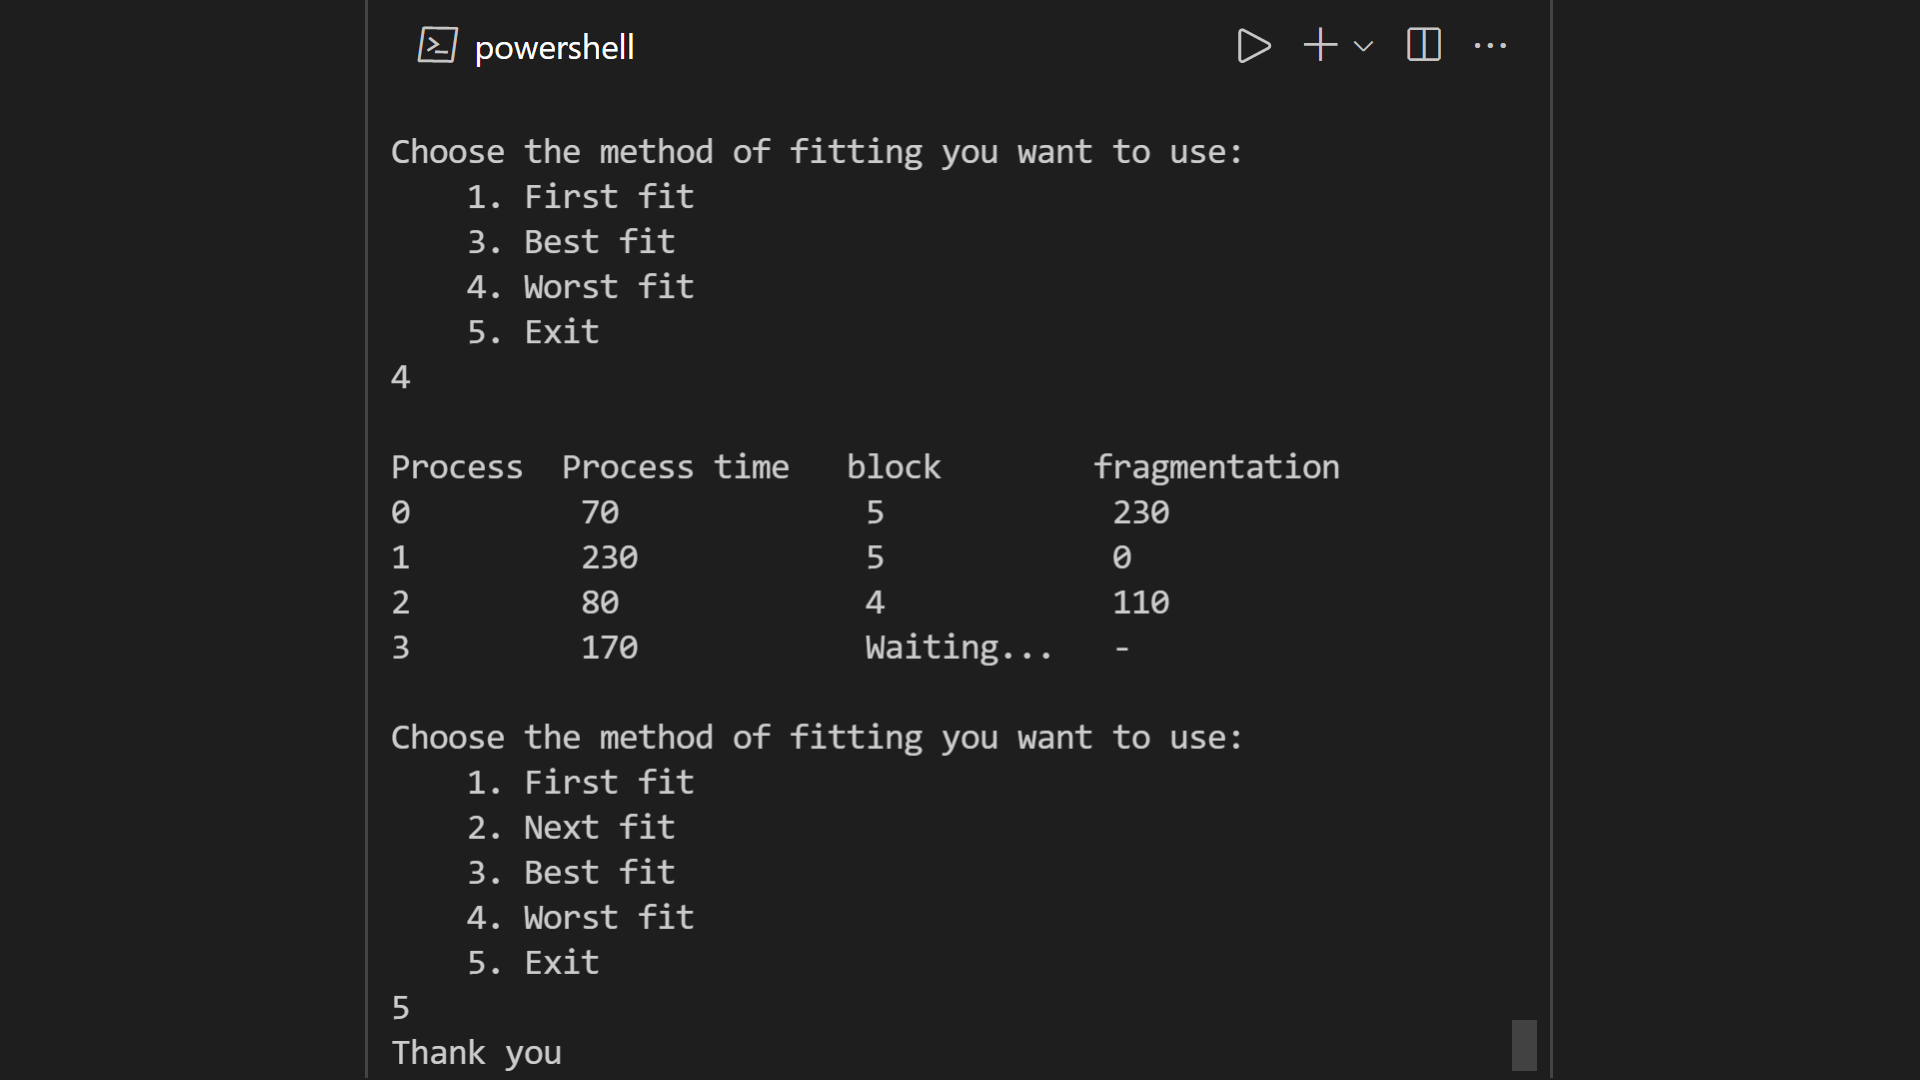 powershell
Choose the method of fitting you want to use:
1. First fit
3. Best fit
4. Worst fit
5. Exit
4
Process Process time block fragmentation
0 70 5 230
1 230 5 0
2 80 4 110
3 170 Waiting... -
Choose the method of fitting you want to use:
1. First fit
2. Next fit
3. Best fit
4. Worst fit
5. Exit
5
Thank you